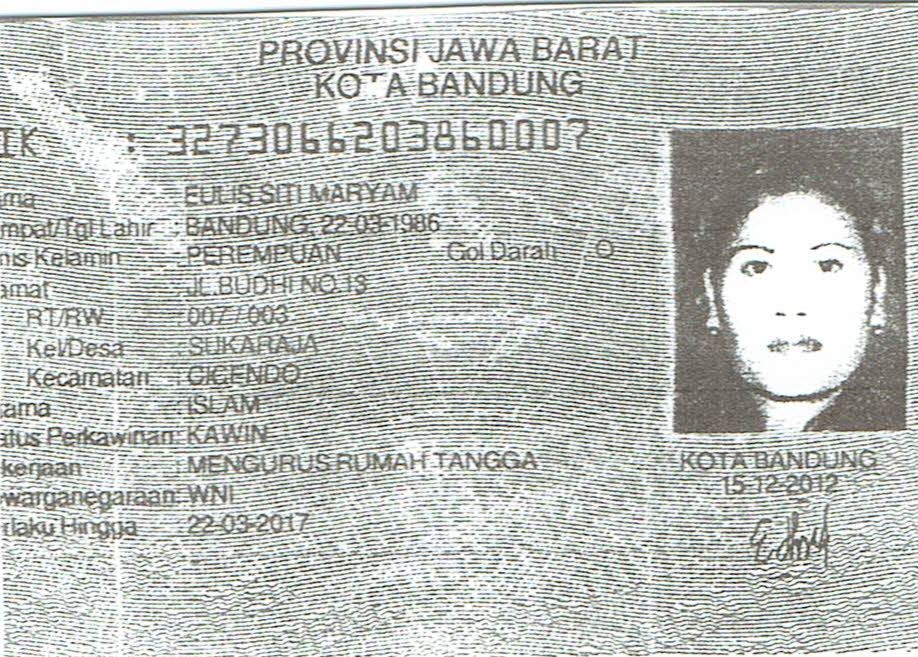 PROVINSI JAWA BARAT
KOTA BANDUNG
IK : 3273066203860007
ama : EULIS SITI MARYAM
mpat/Tgl Lahir : BANDUNG, 22-03-1986
nis Kelamin : PEREMPUAN Gol Darah : O
amat : JL.BUDHI NO.13
RT/RW : 007 / 003
Kel/Desa : SUKARAJA
Kecamatan : CICENDO
ama : ISLAM
atus Perkawinan: KAWIN
kerjaan : MENGURUS RUMAH TANGGA
ewarganegaraan: WNI
rlaku Hingga : 22-03-2017
KOTA BANDUNG
15-12-2012